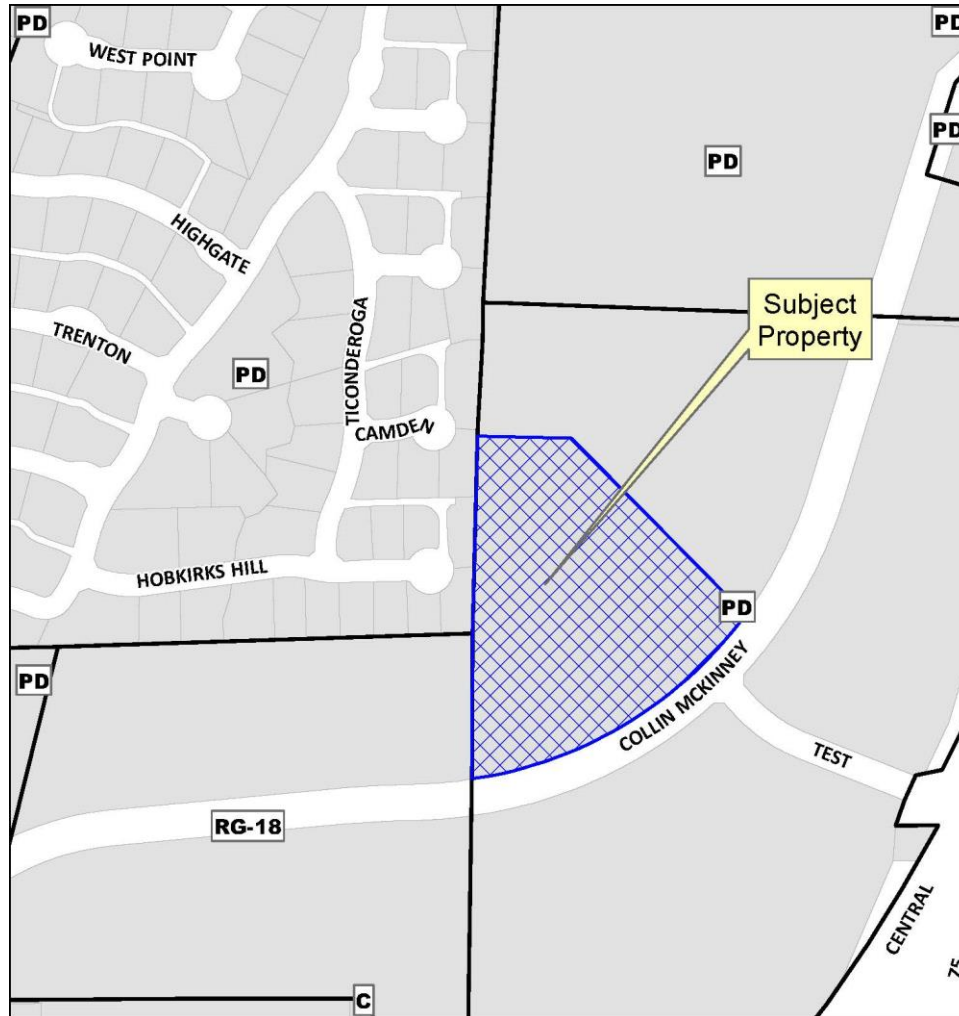 PD
PD
WEST POINT
PD
PD
HIGHGATE
Subject
Property
TRENTON
TICONDEROGA
PD
CAMDEN
HOBKIRKS HILL
PD
PD
COLLIN MCKINNEY
TEST
RG-18
CENTRAL
75
C